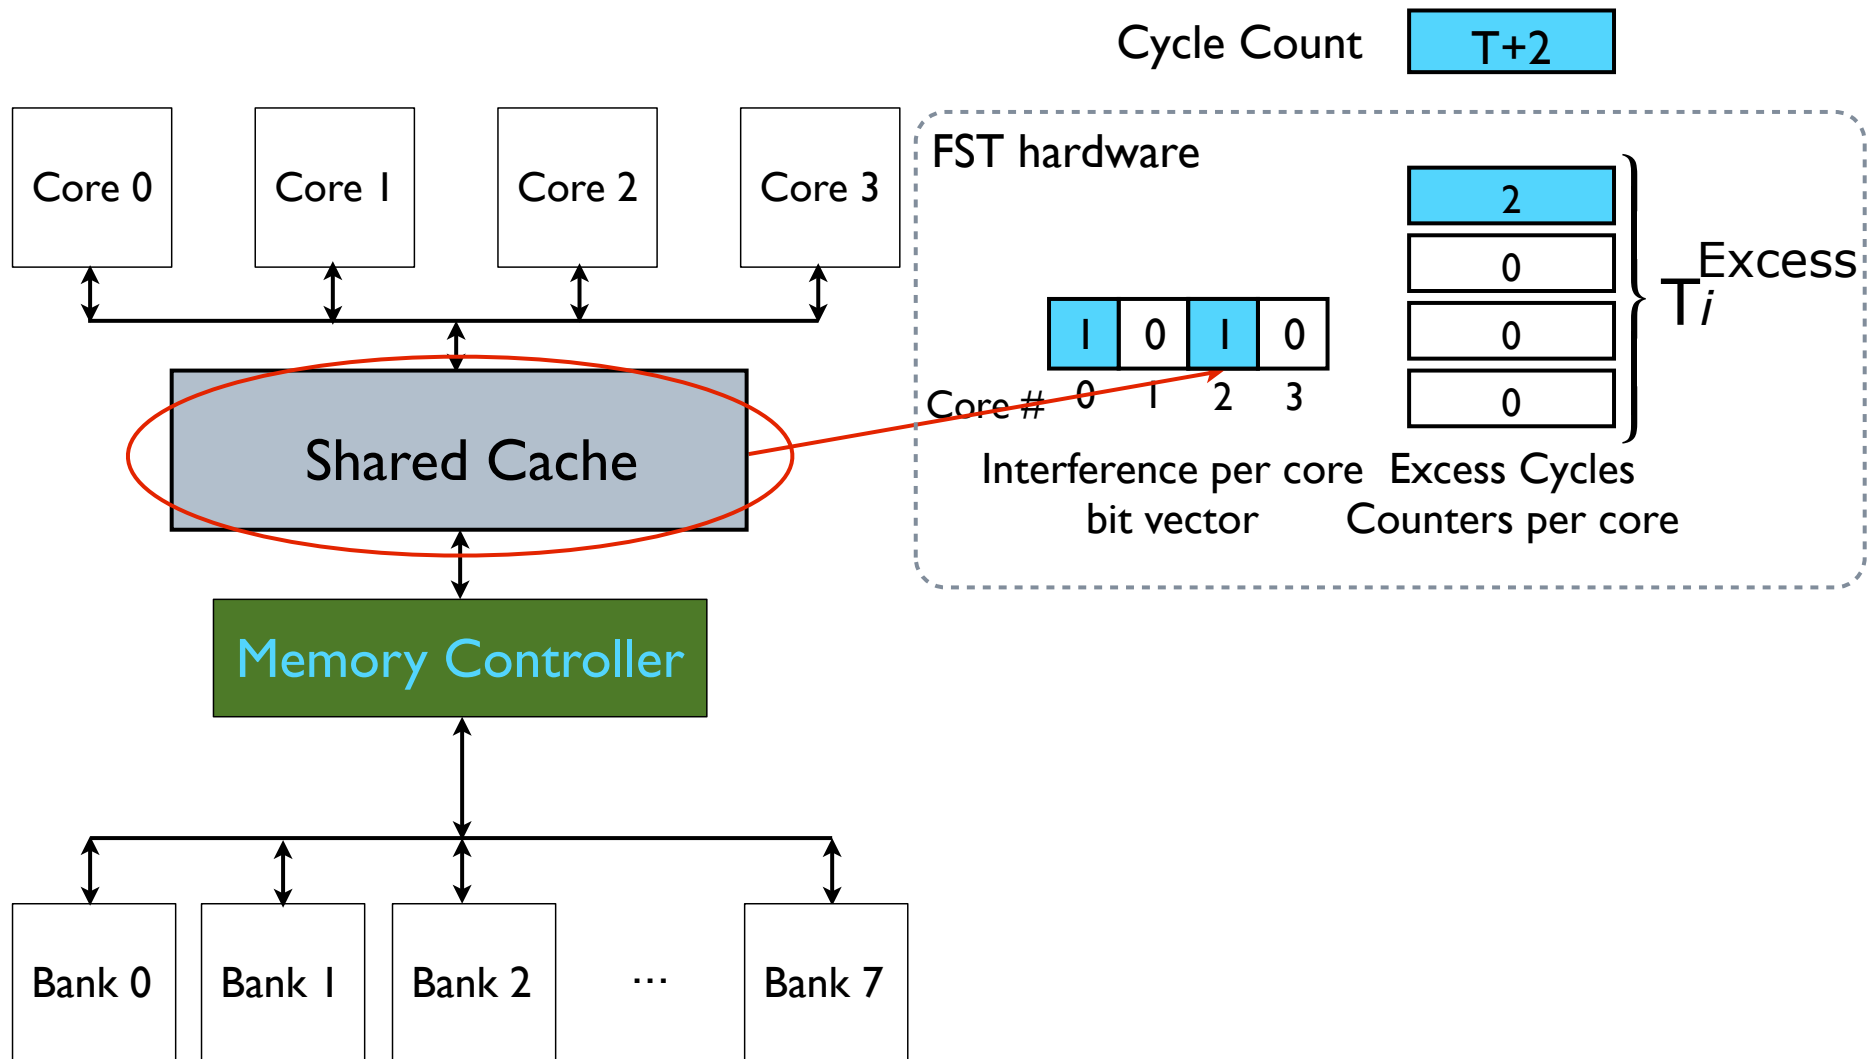 Cycle Count T+2
Core 0 Core 1 Core 2 Core 3
FST hardware
2
0
0
0
T i Excess
1 0 1 0
Core # 0 1 2 3
Interference per core
bit vector
Excess Cycles
Counters per core
Shared Cache
Memory Controller
Bank 0 Bank 1 Bank 2 ... Bank 7